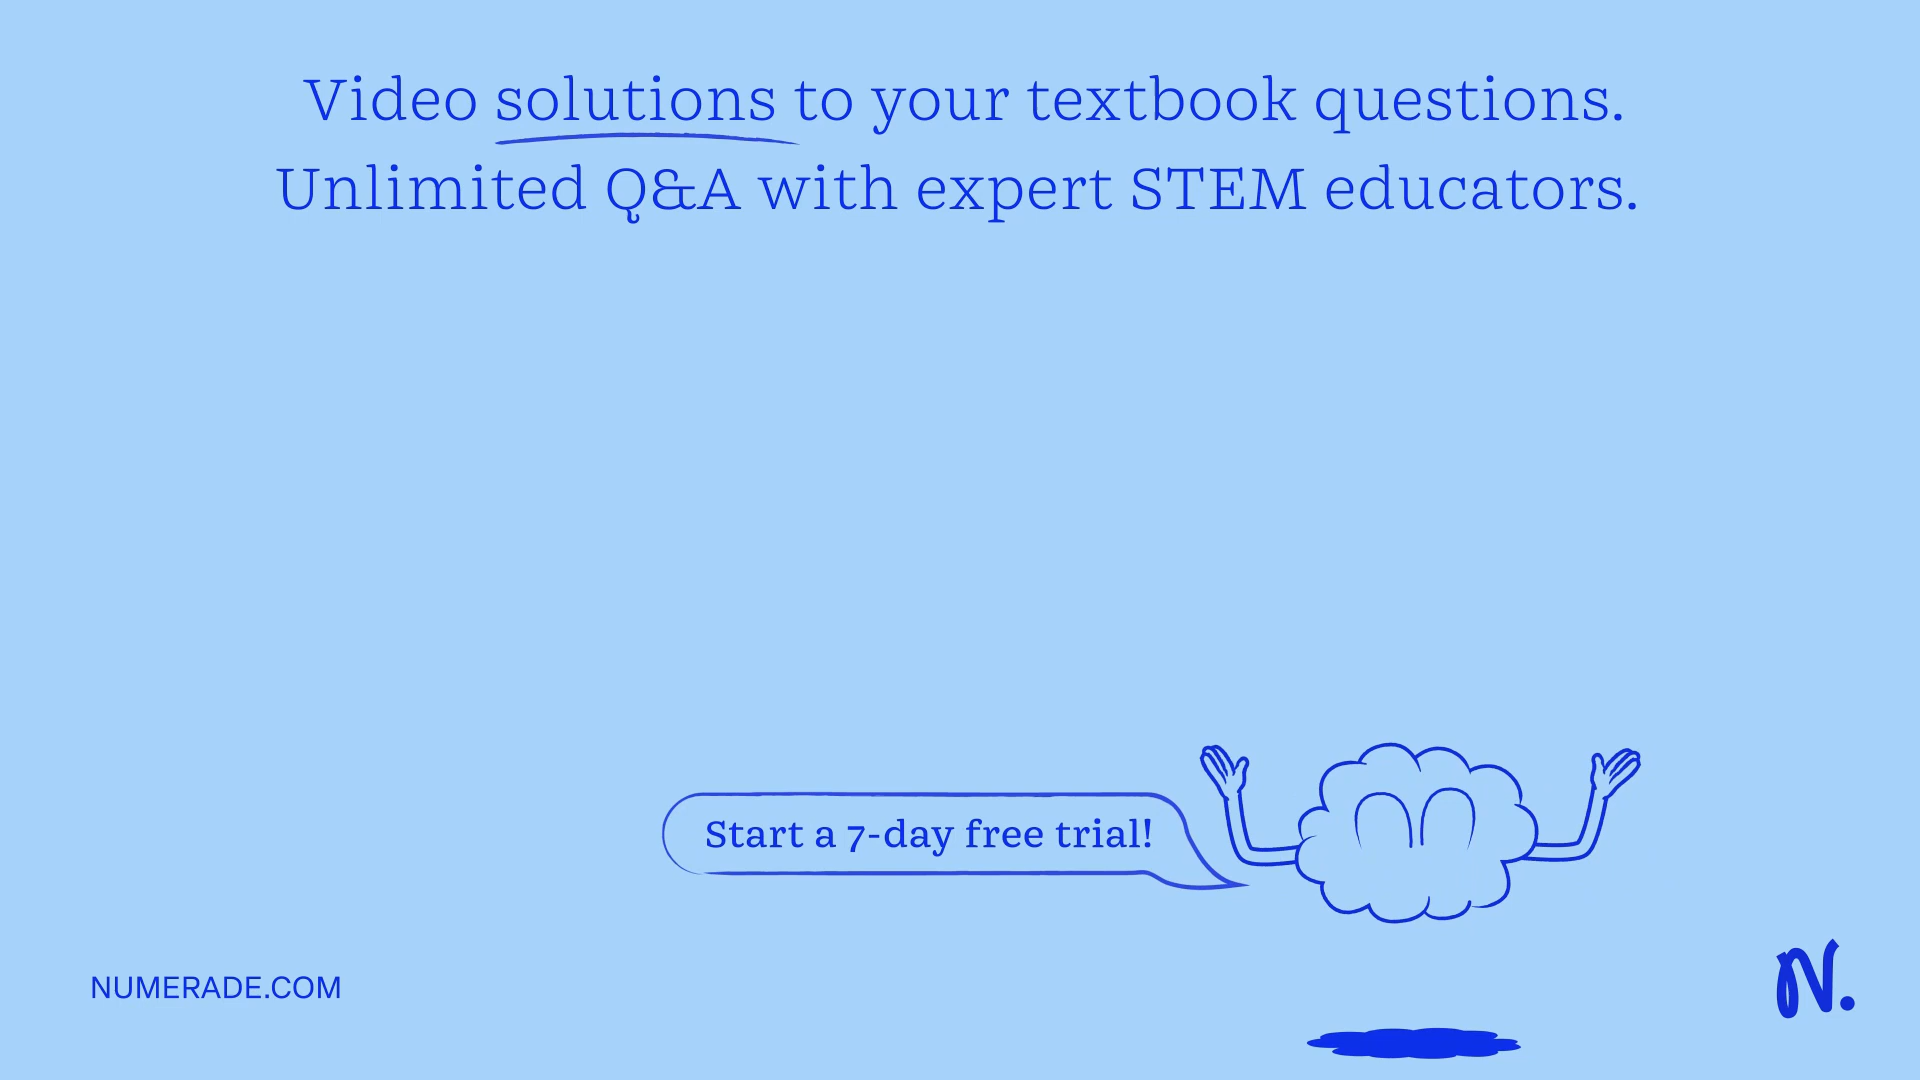 Video solutions to your textbook questions.
Unlimited Q&A with expert STEM educators.
Start a 7-day free trial!
NUMERADE.COM
N.